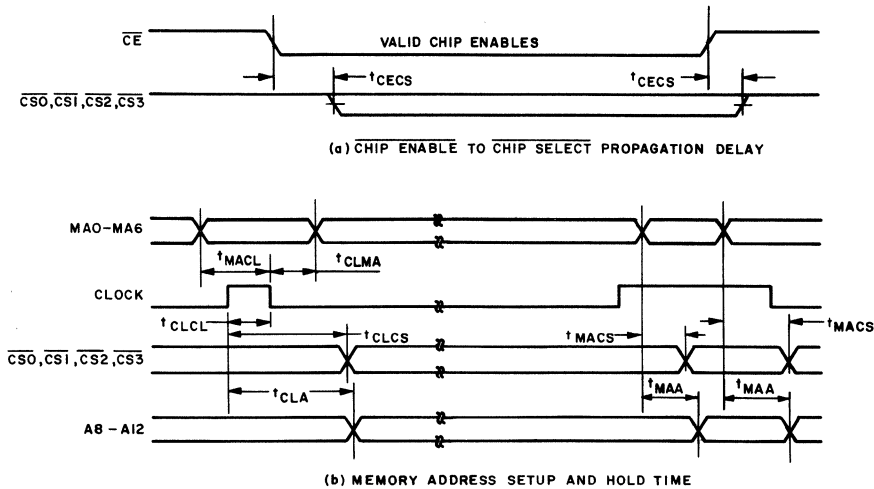 CE
VALID CHIP ENABLES
tCECS
tCECS
CS0,CS1,CS2,CS3
(a) CHIP ENABLE TO CHIP SELECT PROPAGATION DELAY
MA0-MA6
tMACL
tCLMA
CLOCK
tCLCL
tCLCS
tMACS
tMACS
CS0,CS1,CS2,CS3
tCLA
tMAA
tMAA
A8-A12
(b) MEMORY ADDRESS SETUP AND HOLD TIME